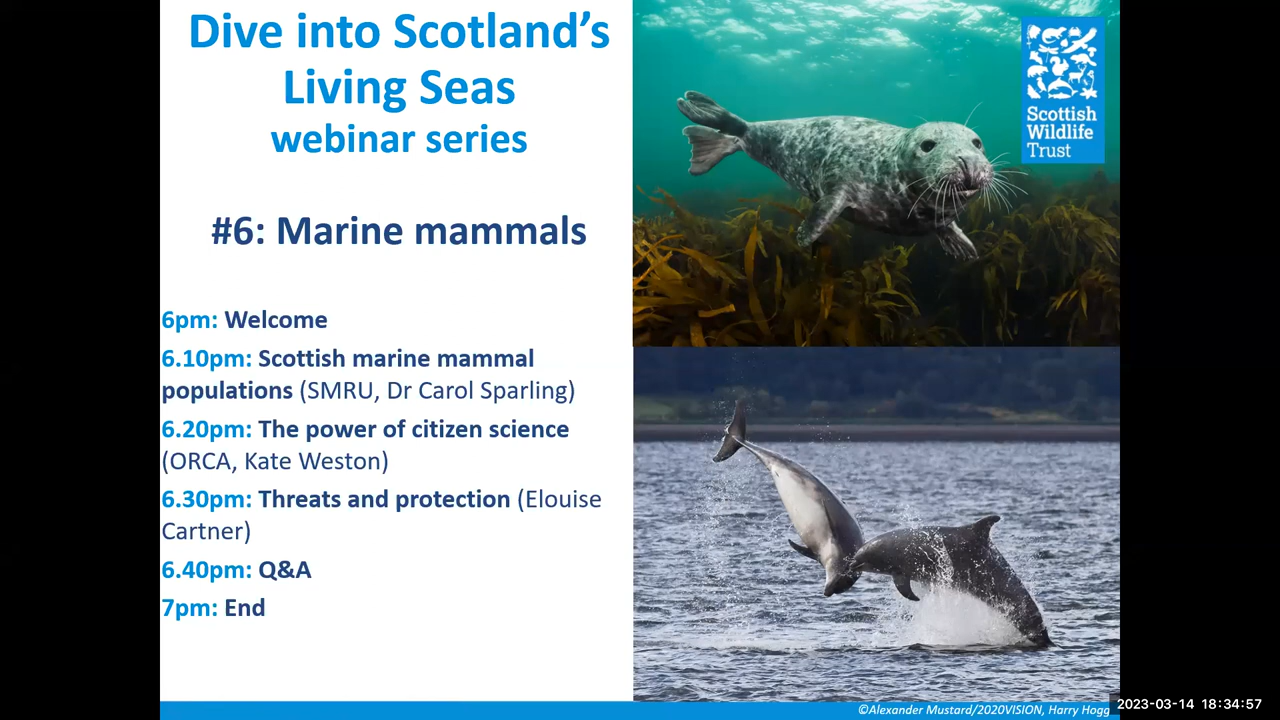 Dive into Scotland's
Living Seas
webinar series
#6: Marine mammals
6pm: Welcome
6.10pm: Scottish marine mammal
populations (SMRU, Dr Carol Sparling)
6.20pm: The power of citizen science
(ORCA, Kate Weston)
6.30pm: Threats and protection (Elouise
Cartner)
6.40pm: Q&A
7pm: End
Scottish
Wildlife
Trust
©Alexander Mustard/2020VISION, Harry Hogg
2023-03-14 18:34:57